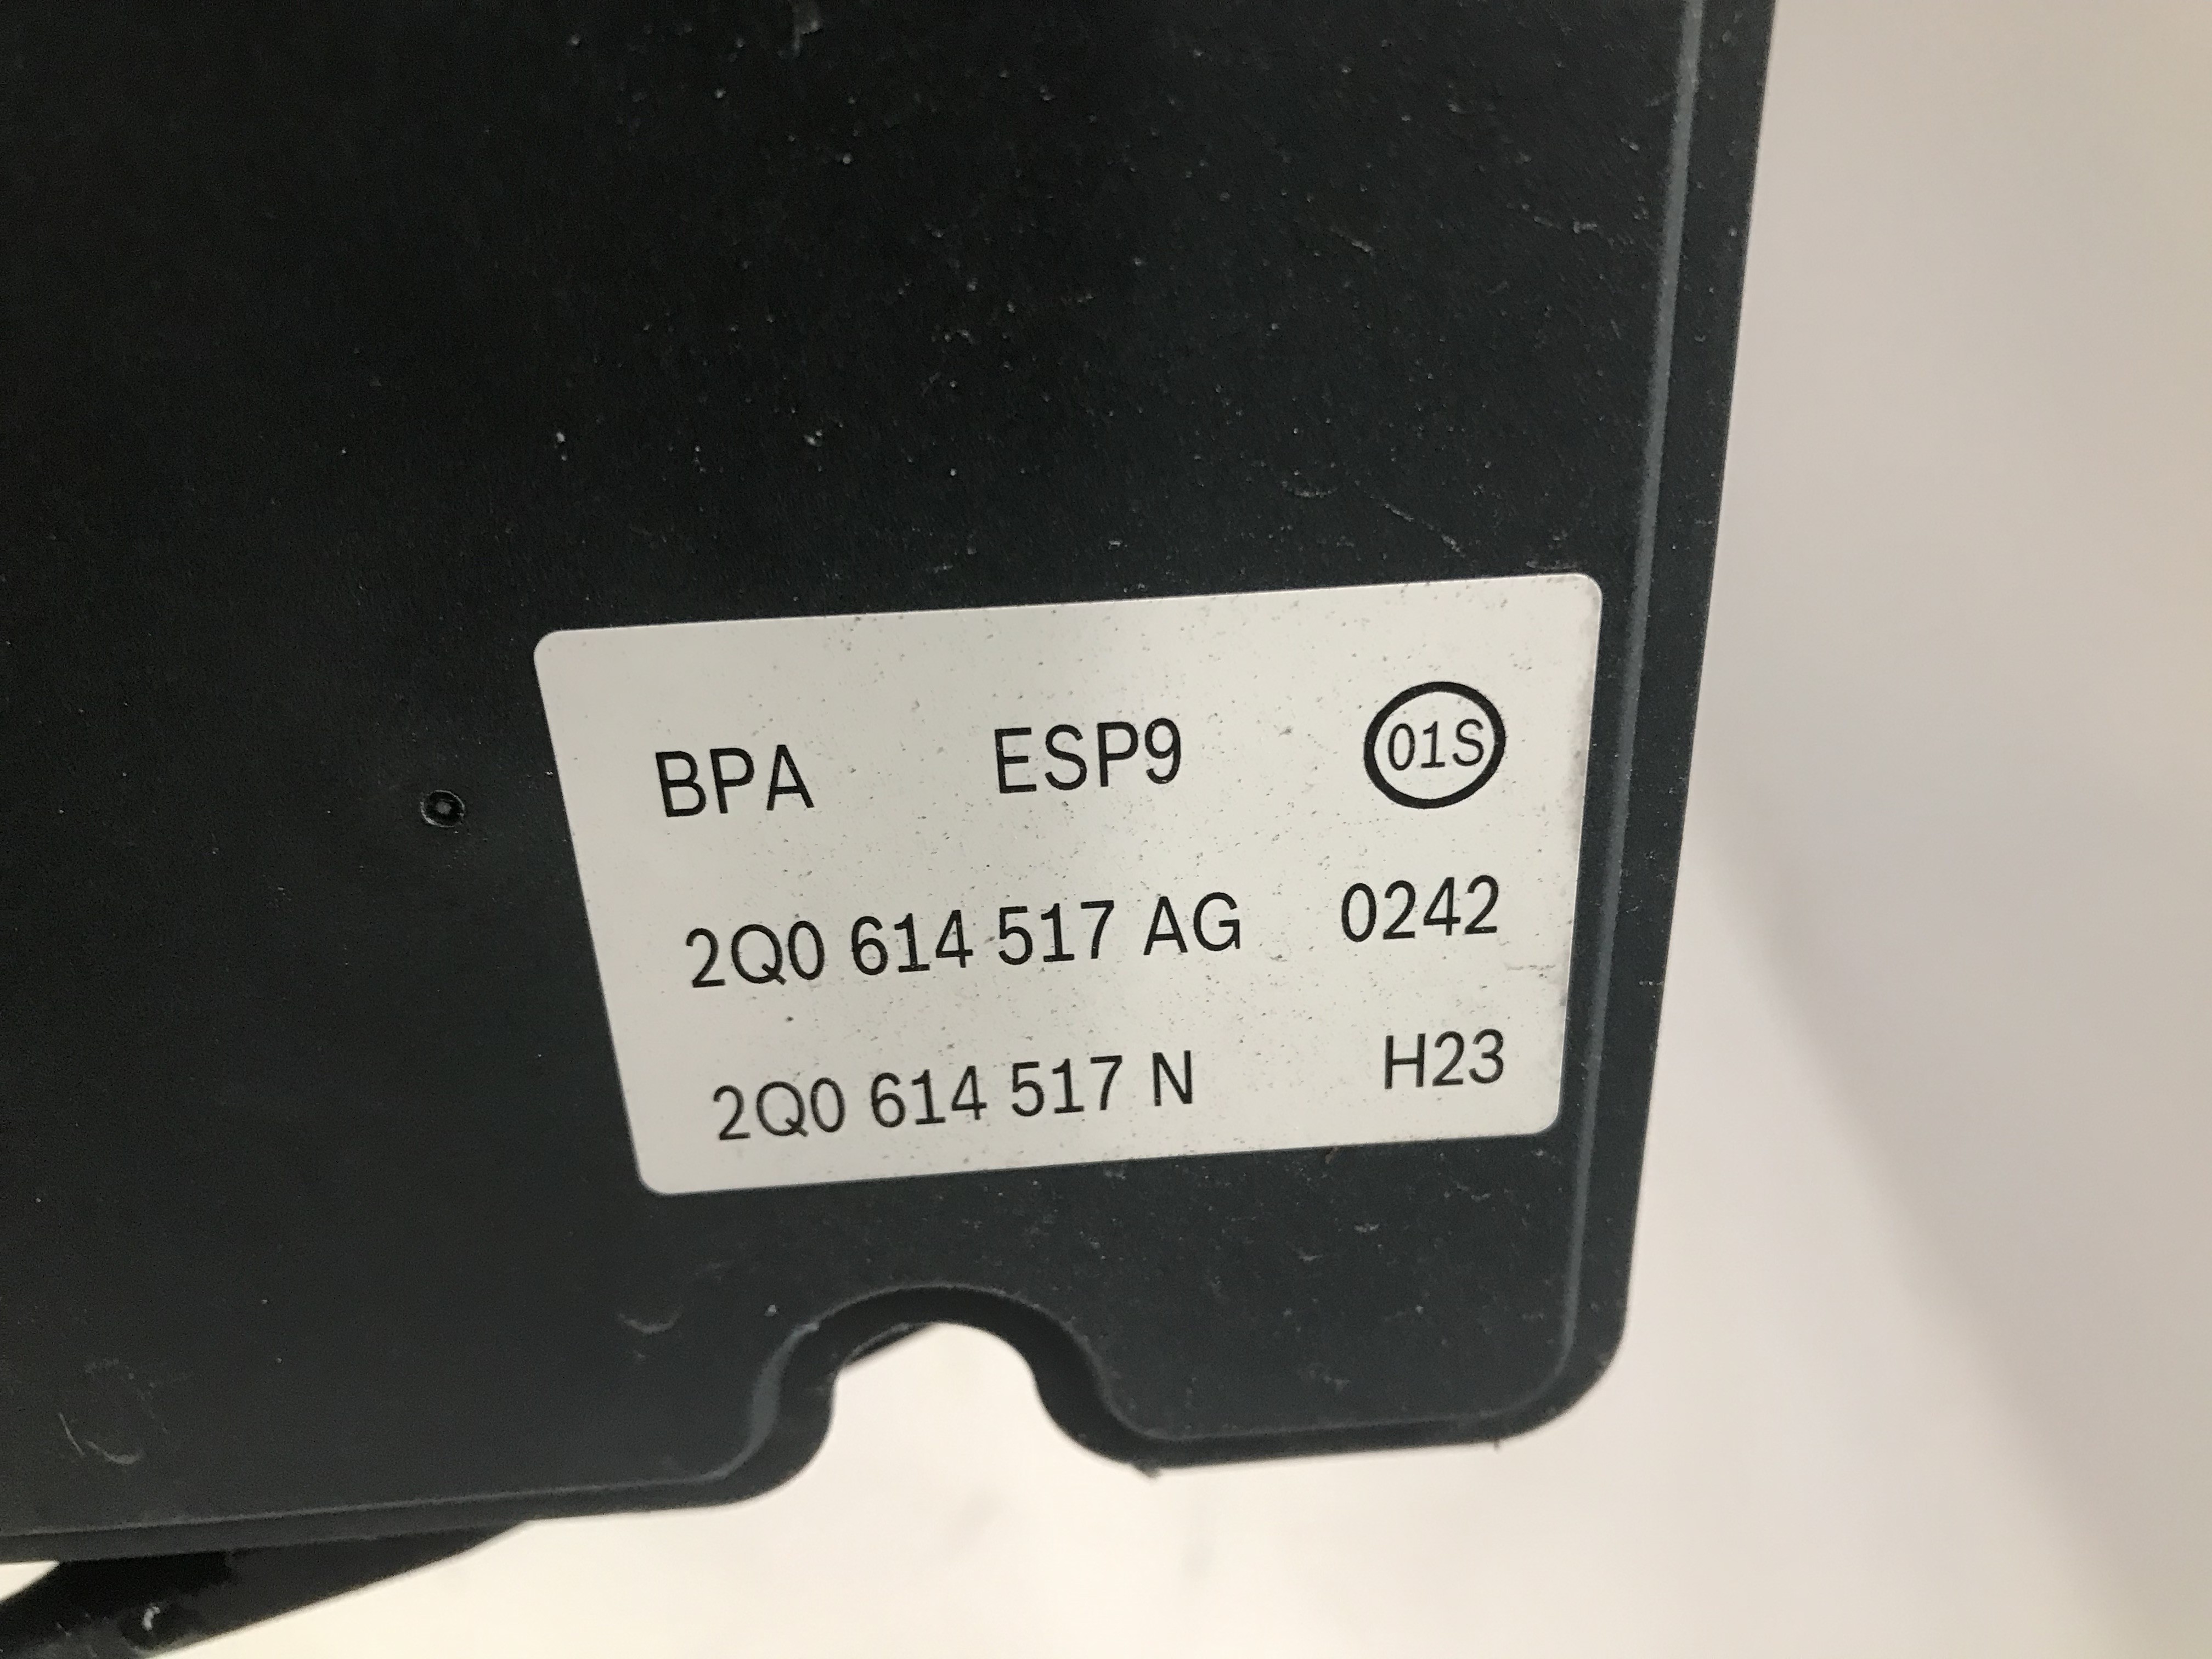 BPA ESP9 01S
2Q0 614 517 AG 0242
2Q0 614 517 N H23